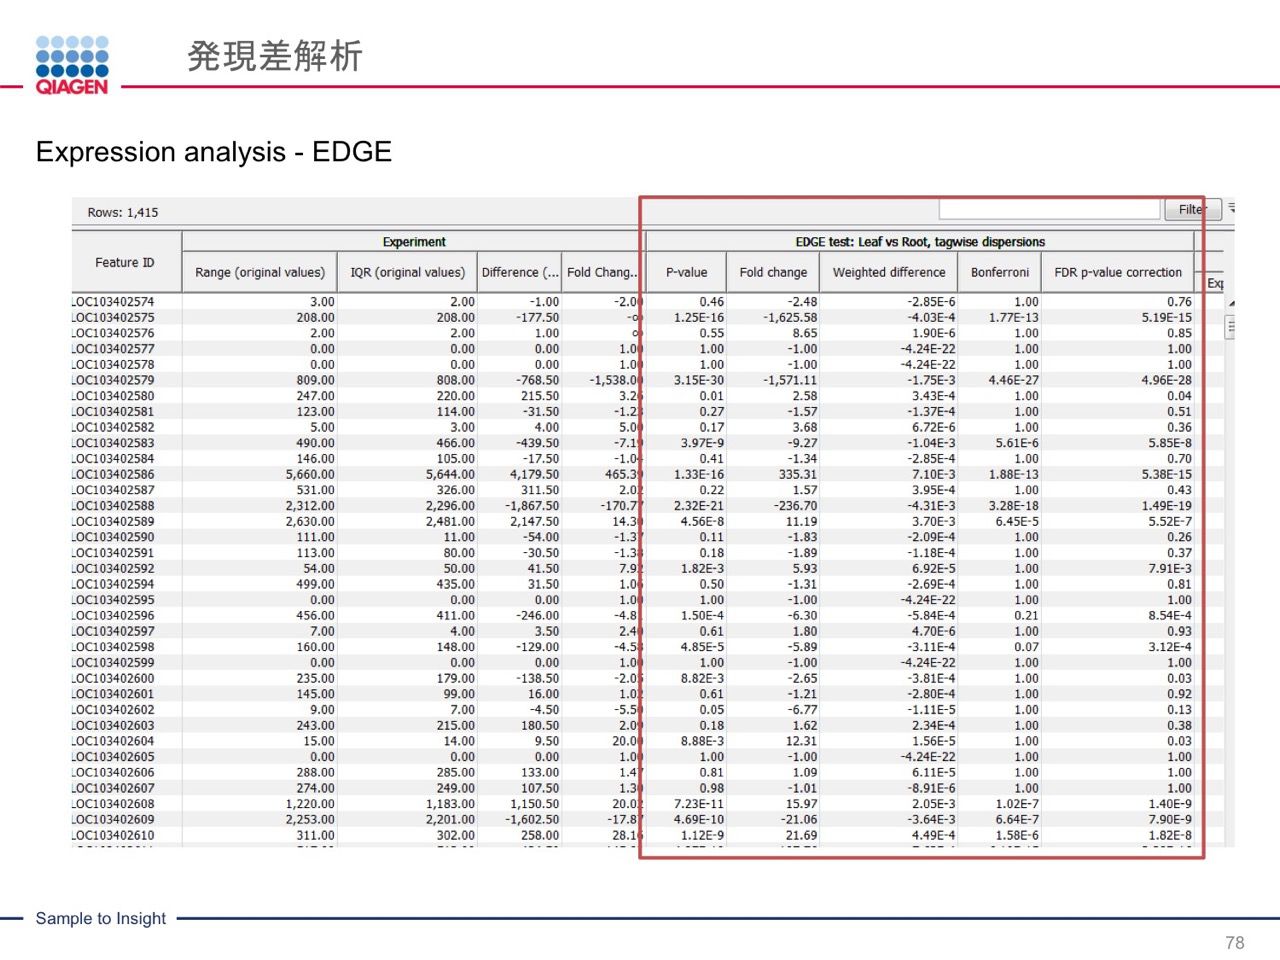 発現差解析
QIAGEN
Expression analysis - EDGE
Rows: 1,415 Filter
Experiment EDGE test: Leaf vs Root, tagwise dispersions
Feature ID Range (original values) IQR (original values) Difference (... Fold Chang... P-value Fold change Weighted difference Bonferroni FDR p-value correction Exp
LOC103402574 3.00 2.00 -1.00 -2.00 0.46 -2.48 -2.85E-6 1.00 0.76
LOC103402575 208.00 208.00 -177.50 -∞ 1.25E-16 -1,625.58 -4.03E-4 1.77E-13 5.19E-15
LOC103402576 2.00 2.00 1.00 ∞ 0.55 8.65 1.90E-6 1.00 0.85
LOC103402577 0.00 0.00 0.00 1.00 1.00 -1.00 -4.24E-22 1.00 1.00
LOC103402578 0.00 0.00 0.00 1.00 1.00 -1.00 -4.24E-22 1.00 1.00
LOC103402579 809.00 808.00 -768.50 -1,538.00 3.15E-30 -1,571.11 -1.75E-3 4.46E-27 4.96E-28
LOC103402580 247.00 220.00 215.50 3.26 0.01 2.58 3.43E-4 1.00 0.04
LOC103402581 123.00 114.00 -31.50 -1.23 0.27 -1.57 -1.37E-4 1.00 0.51
LOC103402582 5.00 3.00 4.00 5.00 0.17 3.68 6.72E-6 1.00 0.36
LOC103402583 490.00 466.00 -439.50 -7.19 3.97E-9 -9.27 -1.04E-3 5.61E-6 5.85E-8
LOC103402584 146.00 105.00 -17.50 -1.04 0.41 -1.34 -2.85E-4 1.00 0.70
LOC103402586 5,660.00 5,644.00 4,179.50 465.39 1.33E-16 335.31 7.10E-3 1.88E-13 5.38E-15
LOC103402587 531.00 326.00 311.50 2.02 0.22 1.57 3.95E-4 1.00 0.43
LOC103402588 2,312.00 2,296.00 -1,867.50 -170.77 2.32E-21 -236.70 -4.31E-3 3.28E-18 1.49E-19
LOC103402589 2,630.00 2,481.00 2,147.50 14.30 4.56E-8 11.19 3.70E-3 6.45E-5 5.52E-7
LOC103402590 111.00 11.00 -54.00 -1.37 0.11 -1.83 -2.09E-4 1.00 0.26
LOC103402591 113.00 80.00 -30.50 -1.38 0.18 -1.89 -1.18E-4 1.00 0.37
LOC103402592 54.00 50.00 41.50 7.92 1.82E-3 5.93 6.92E-5 1.00 7.91E-3
LOC103402594 499.00 435.00 31.50 1.06 0.50 -1.31 -2.69E-4 1.00 0.81
LOC103402595 0.00 0.00 0.00 1.00 1.00 -1.00 -4.24E-22 1.00 1.00
LOC103402596 456.00 411.00 -246.00 -4.81 1.50E-4 -6.30 -5.84E-4 0.21 8.54E-4
LOC103402597 7.00 4.00 3.50 2.40 0.61 1.80 4.70E-6 1.00 0.93
LOC103402598 160.00 148.00 -129.00 -4.58 4.85E-5 -5.89 -3.11E-4 0.07 3.12E-4
LOC103402599 0.00 0.00 0.00 1.00 1.00 -1.00 -4.24E-22 1.00 1.00
LOC103402600 235.00 179.00 -138.50 -2.05 8.82E-3 -2.65 -3.81E-4 1.00 0.03
LOC103402601 145.00 99.00 16.00 1.02 0.61 -1.21 -2.80E-4 1.00 0.92
LOC103402602 9.00 7.00 -4.50 -5.50 0.05 -6.77 -1.11E-5 1.00 0.13
LOC103402603 243.00 215.00 180.50 2.09 0.18 1.62 2.34E-4 1.00 0.38
LOC103402604 15.00 14.00 9.50 20.00 8.88E-3 12.31 1.56E-5 1.00 0.03
LOC103402605 0.00 0.00 0.00 1.00 1.00 -1.00 -4.24E-22 1.00 1.00
LOC103402606 288.00 285.00 133.00 1.47 0.81 1.09 6.11E-5 1.00 1.00
LOC103402607 274.00 249.00 107.50 1.30 0.98 -1.01 -8.91E-6 1.00 1.00
LOC103402608 1,220.00 1,183.00 1,150.50 20.02 7.23E-11 15.97 2.05E-3 1.02E-7 1.40E-9
LOC103402609 2,253.00 2,201.00 -1,602.50 -17.87 4.69E-10 -21.06 -3.64E-3 6.64E-7 7.90E-9
LOC103402610 311.00 302.00 258.00 28.16 1.12E-9 21.69 4.49E-4 1.58E-6 1.82E-8
Sample to Insight
78